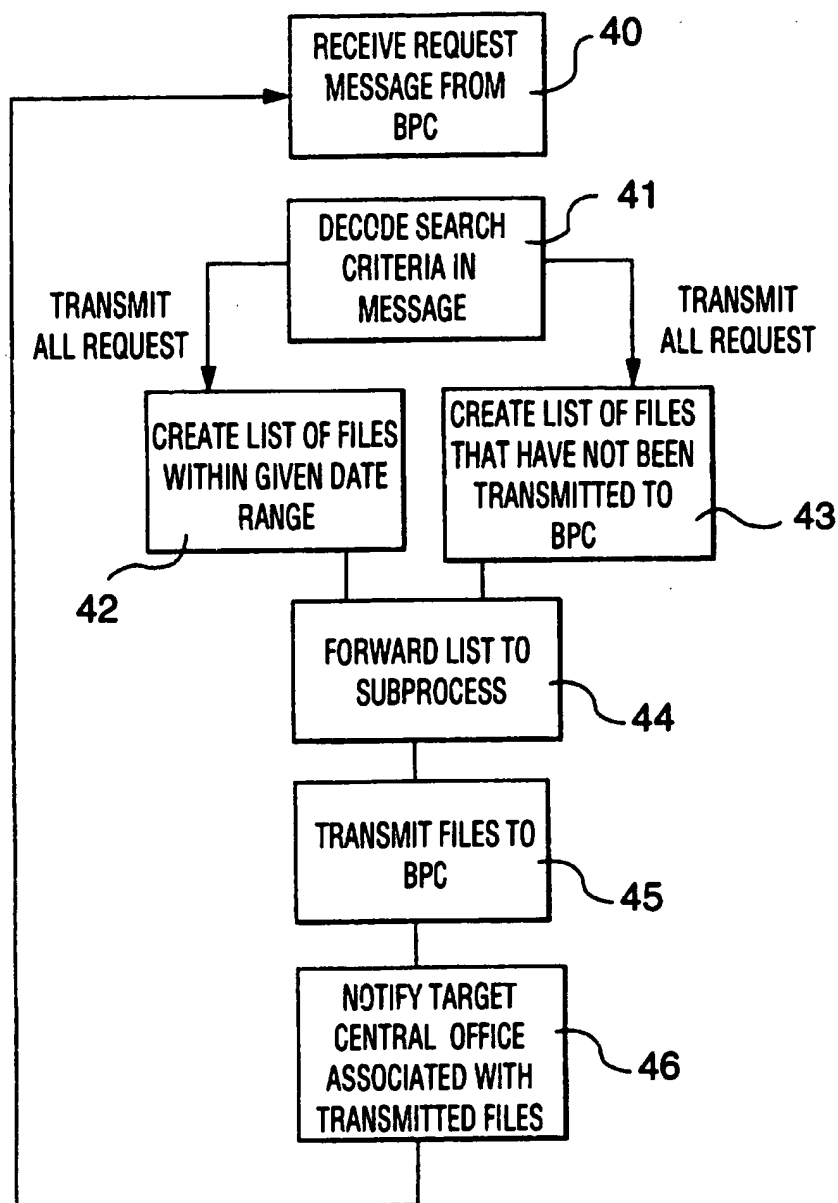 RECEIVE REQUEST
MESSAGE FROM
BPC
40
DECODE SEARCH
CRITERIA IN
MESSAGE
41
TRANSMIT
ALL REQUEST
TRANSMIT
ALL REQUEST
CREATE LIST OF FILES
WITHIN GIVEN DATE
RANGE
42
CREATE LIST OF FILES
THAT HAVE NOT BEEN
TRANSMITTED TO
BPC
43
FORWARD LIST TO
SUBPROCESS
44
TRANSMIT FILES TO
BPC
45
NOTIFY TARGET
CENTRAL OFFICE
ASSOCIATED WITH
TRANSMITTED FILES
46